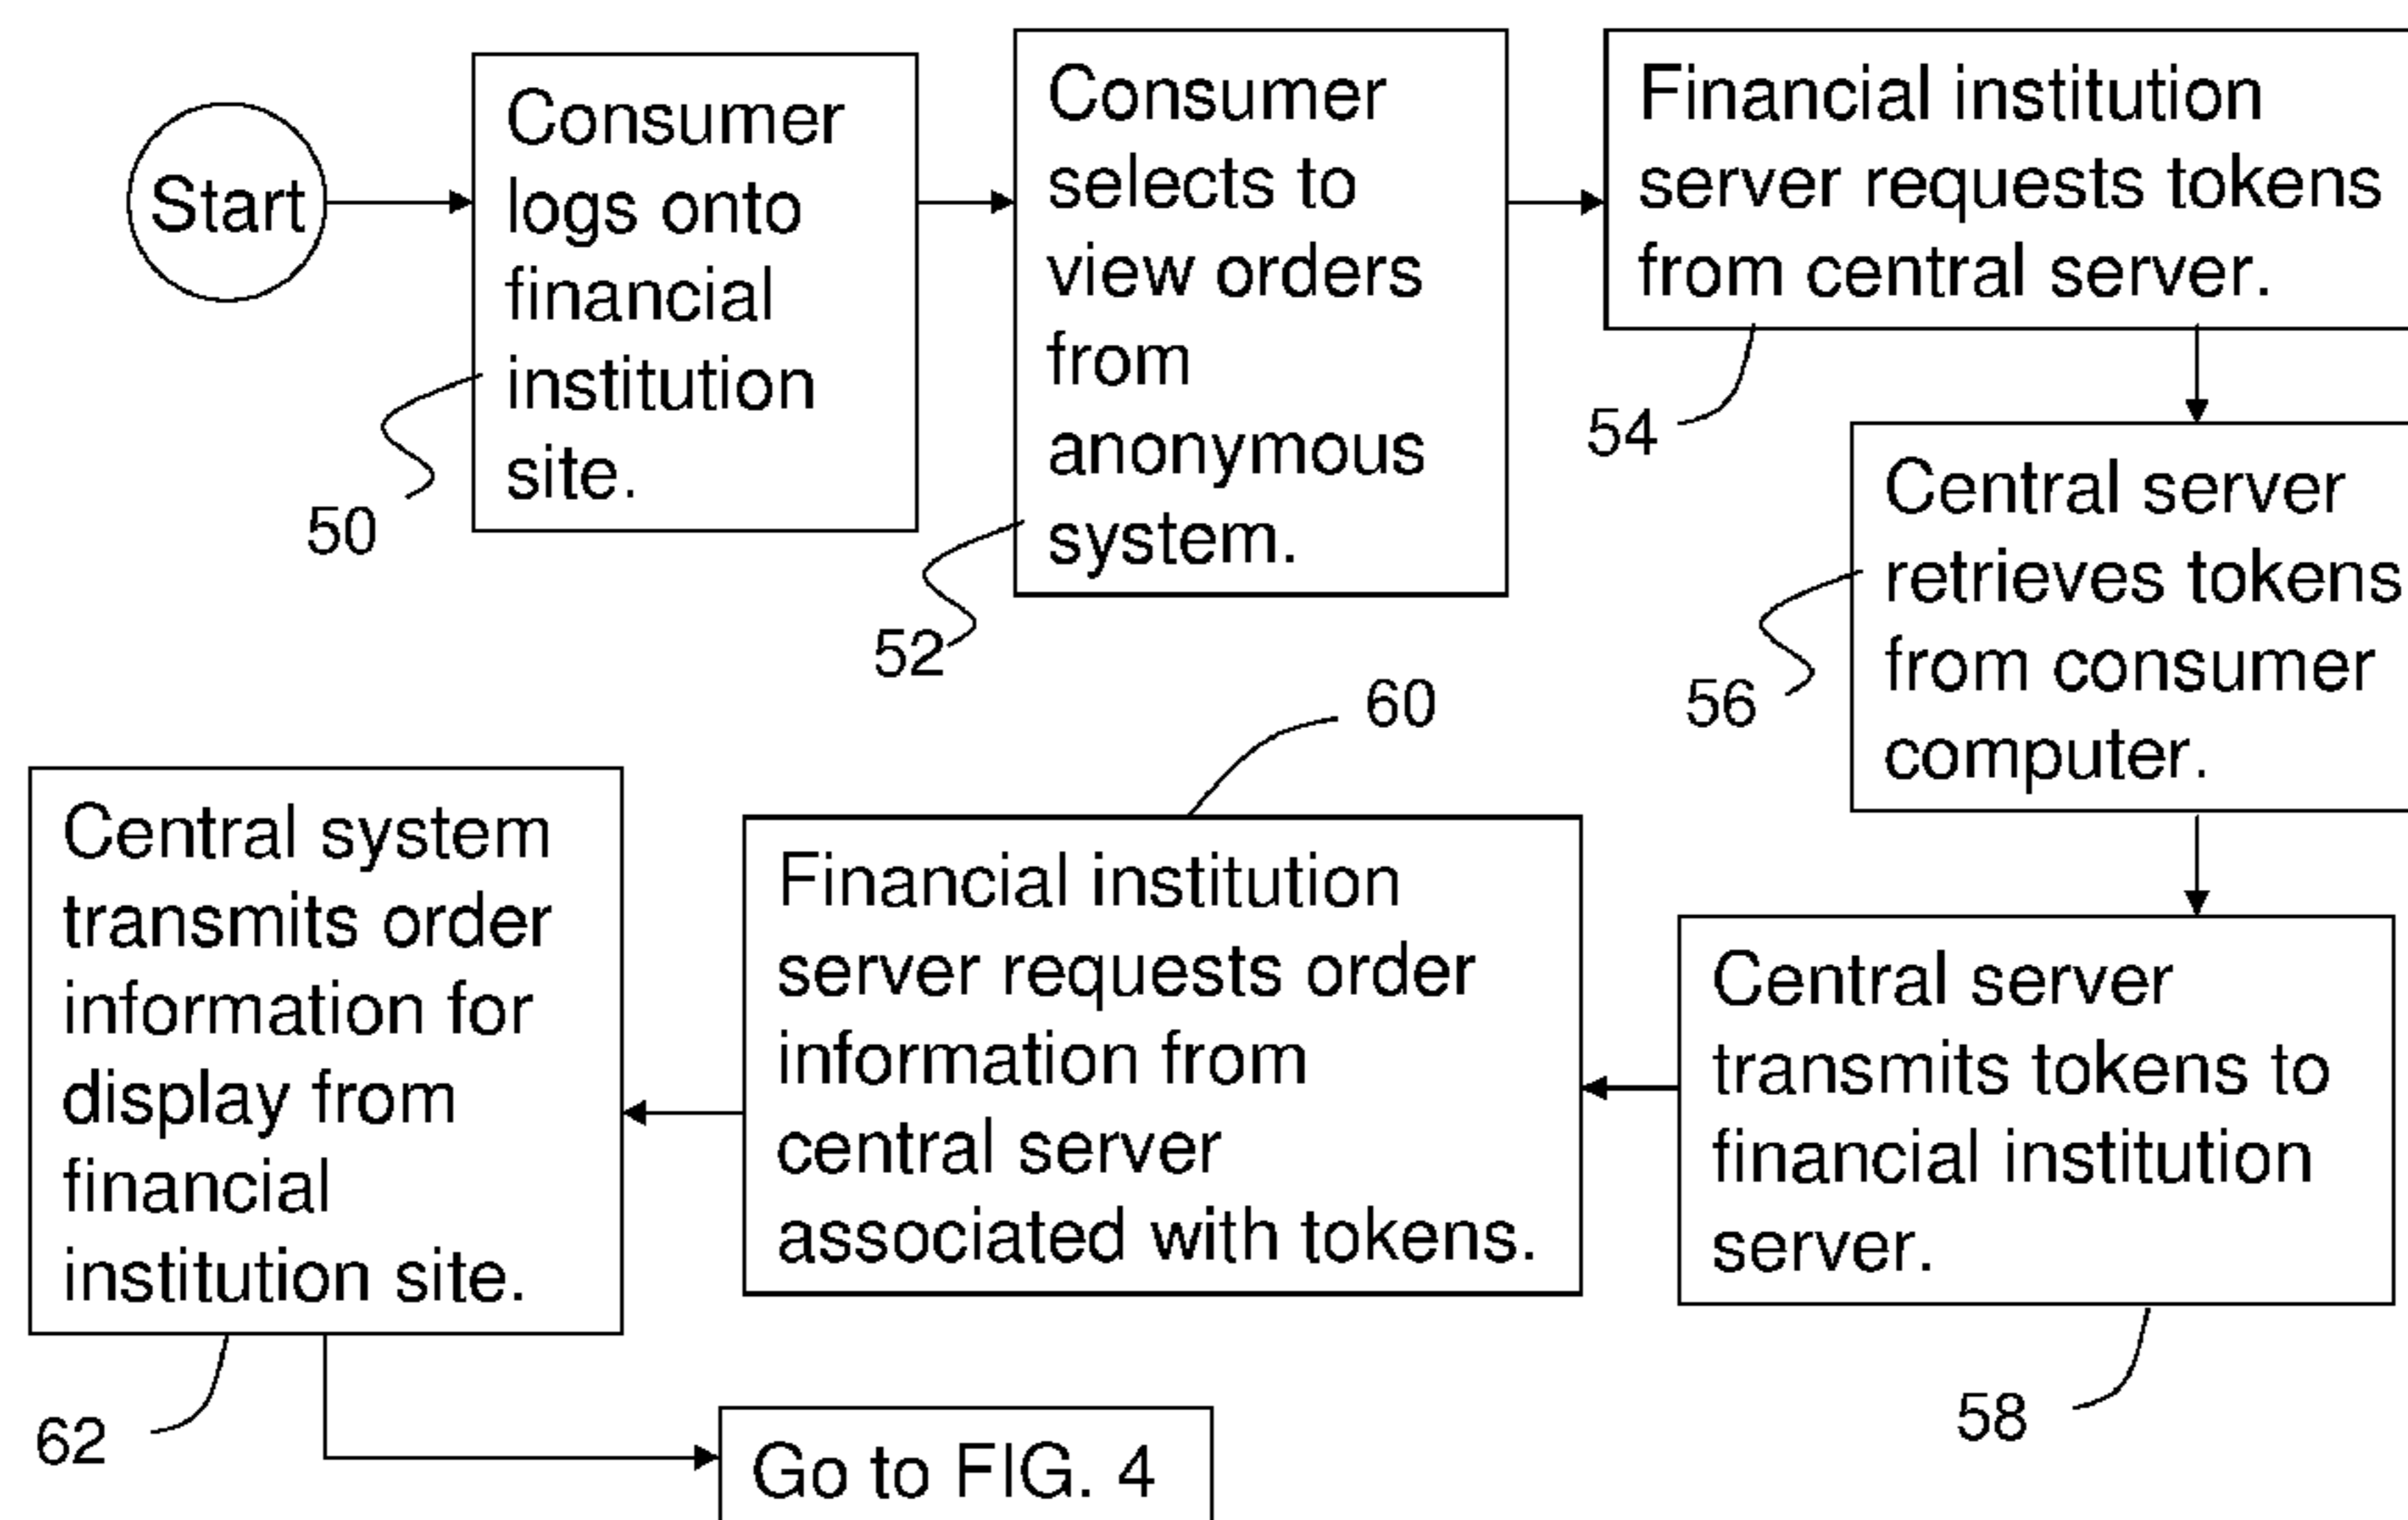 Start
Consumer
logs onto
financial
institution
site.
50
Consumer
selects to
view orders
from
anonymous
system.
52
Financial institution
server requests tokens
from central server.
54
Central server
retrieves tokens
from consumer
computer.
56
Central server
transmits tokens to
financial institution
server.
58
60
Financial institution
server requests order
information from
central server
associated with tokens.
Central system
transmits order
information for
display from
financial
institution site.
62
Go to FIG. 4